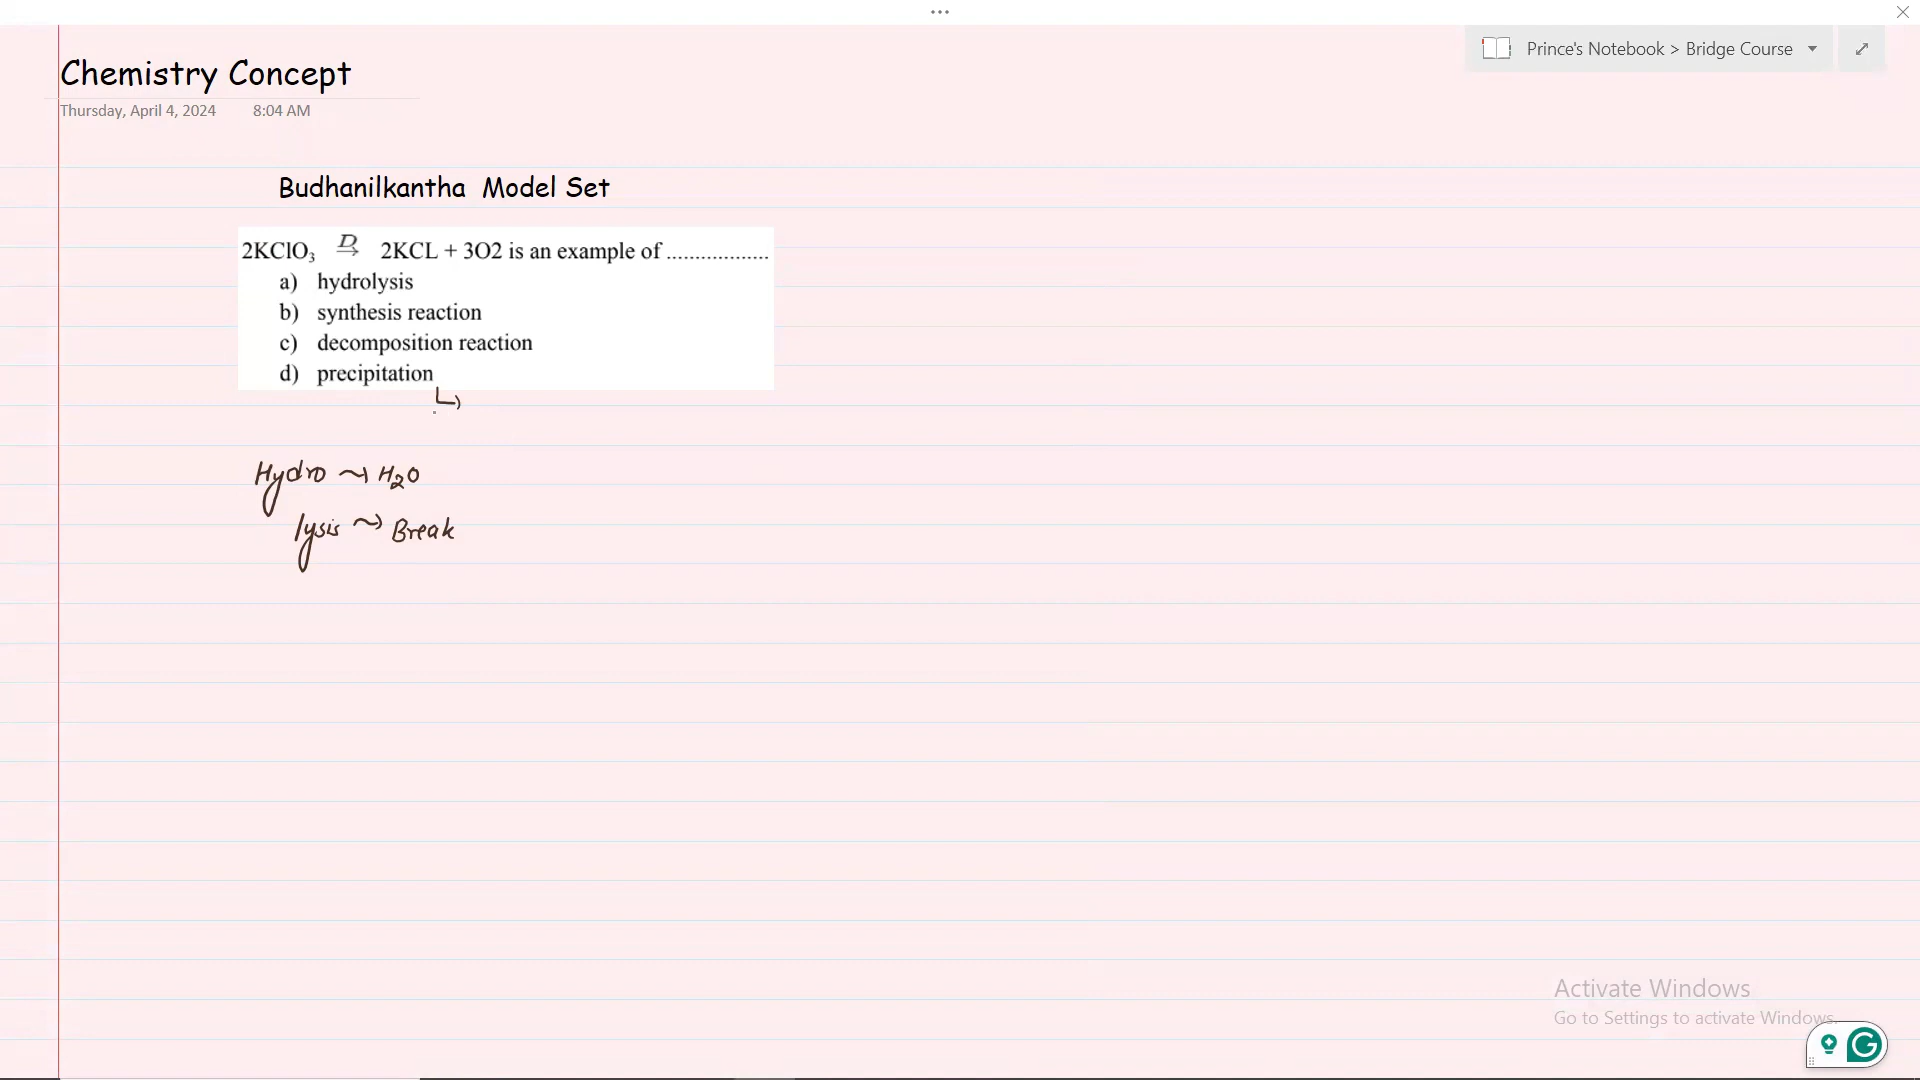 Prince's Notebook > Bridge Course
Chemistry Concept
Thursday, April 4, 2024 8:04 AM
Budhanilkantha Model Set
2KClO₃ D→ 2KCL + 3O2 is an example of ..................
a) hydrolysis
b) synthesis reaction
c) decomposition reaction
d) precipitation
Hydro → H₂O
lysis → Break
Activate Windows
Go to Settings to activate Windows.